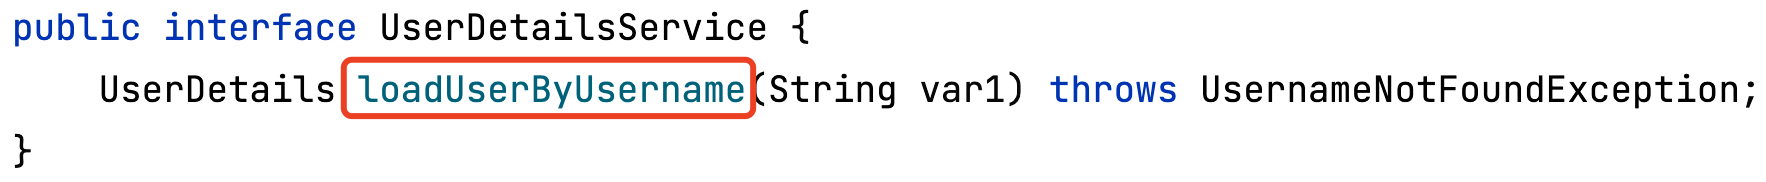 public interface UserDetailsService {
    UserDetails loadUserByUsername(String var1) throws UsernameNotFoundException;
}